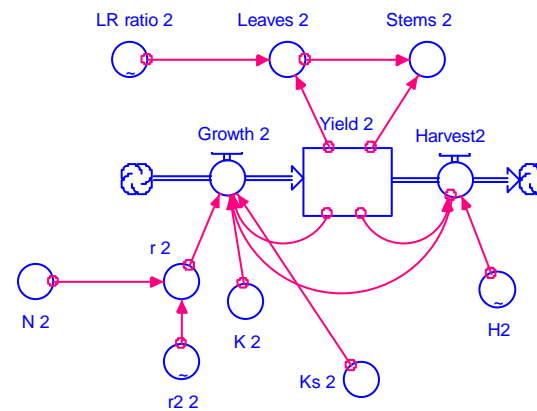 LR ratio 2
Leaves 2
Stems 2
Growth 2
Yield 2
Harvest2
r 2
N 2
K 2
H2
r2 2
Ks 2